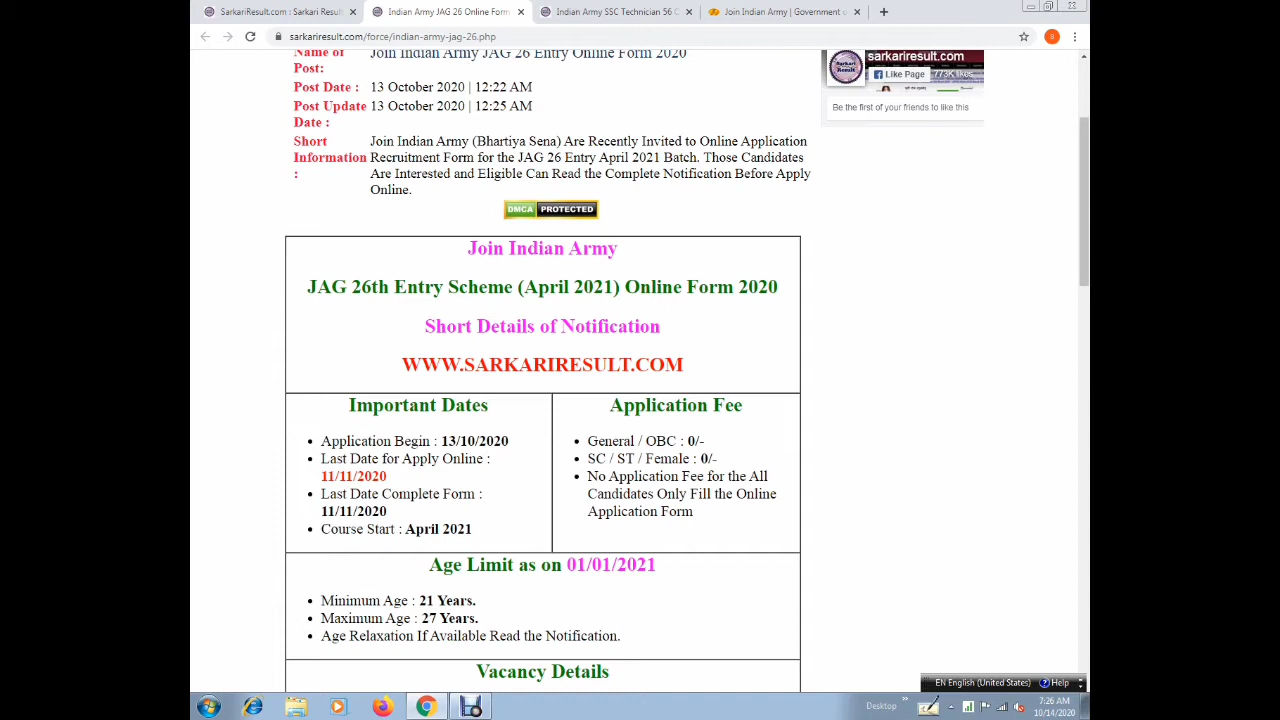 SarkariResult.com : Sarkari Resul
Indian Army JAG 26 Online Form
Indian Army SSC Technician 56 C
Join Indian Army | Government o
sarkariresult.com/force/indian-army-jag-26.php
8
Name of Post: Join Indian Army JAG 26 Entry Online Form 2020
Post Date : 13 October 2020 | 12:22 AM
Post Update Date : 13 October 2020 | 12:25 AM
Short Information : Join Indian Army (Bhartiya Sena) Are Recently Invited to Online Application
Recruitment Form for the JAG 26 Entry April 2021 Batch. Those Candidates
Are Interested and Eligible Can Read the Complete Notification Before Apply
Online.
DMCA PROTECTED
sarkariresult.com
Sarkari Result
Like Page 773K likes
Be the first of your friends to like this
Join Indian Army
JAG 26th Entry Scheme (April 2021) Online Form 2020
Short Details of Notification
WWW.SARKARIRESULT.COM
Important Dates
Application Begin : 13/10/2020
Last Date for Apply Online :
11/11/2020
Last Date Complete Form :
11/11/2020
Course Start : April 2021
Application Fee
General / OBC : 0/-
SC / ST / Female : 0/-
No Application Fee for the All
Candidates Only Fill the Online
Application Form
Age Limit as on 01/01/2021
Minimum Age : 21 Years.
Maximum Age : 27 Years.
Age Relaxation If Available Read the Notification.
Vacancy Details
EN English (United States) Help
Desktop
7:26 AM
10/14/2020